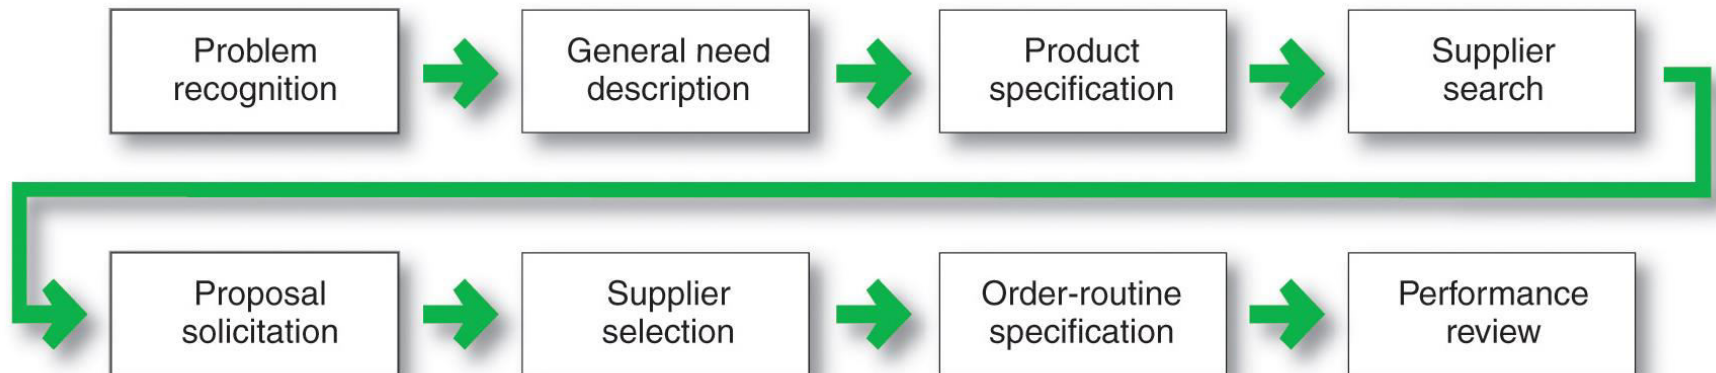 Problem
recognition
General need
description
Product
specification
Supplier
search
Proposal
solicitation
Supplier
selection
Order-routine
specification
Performance
review